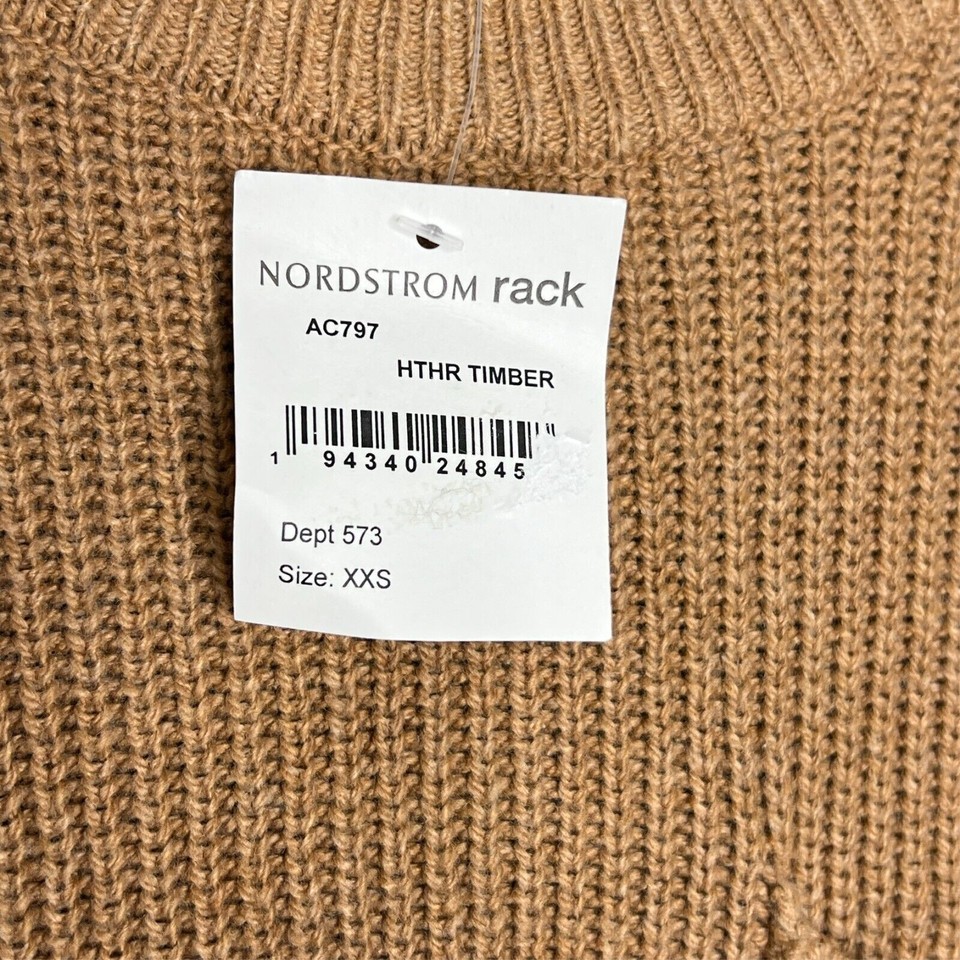 NORDSTROM rack
AC797
HTHR TIMBER
1 94340 24845
Dept 573
Size: XXS